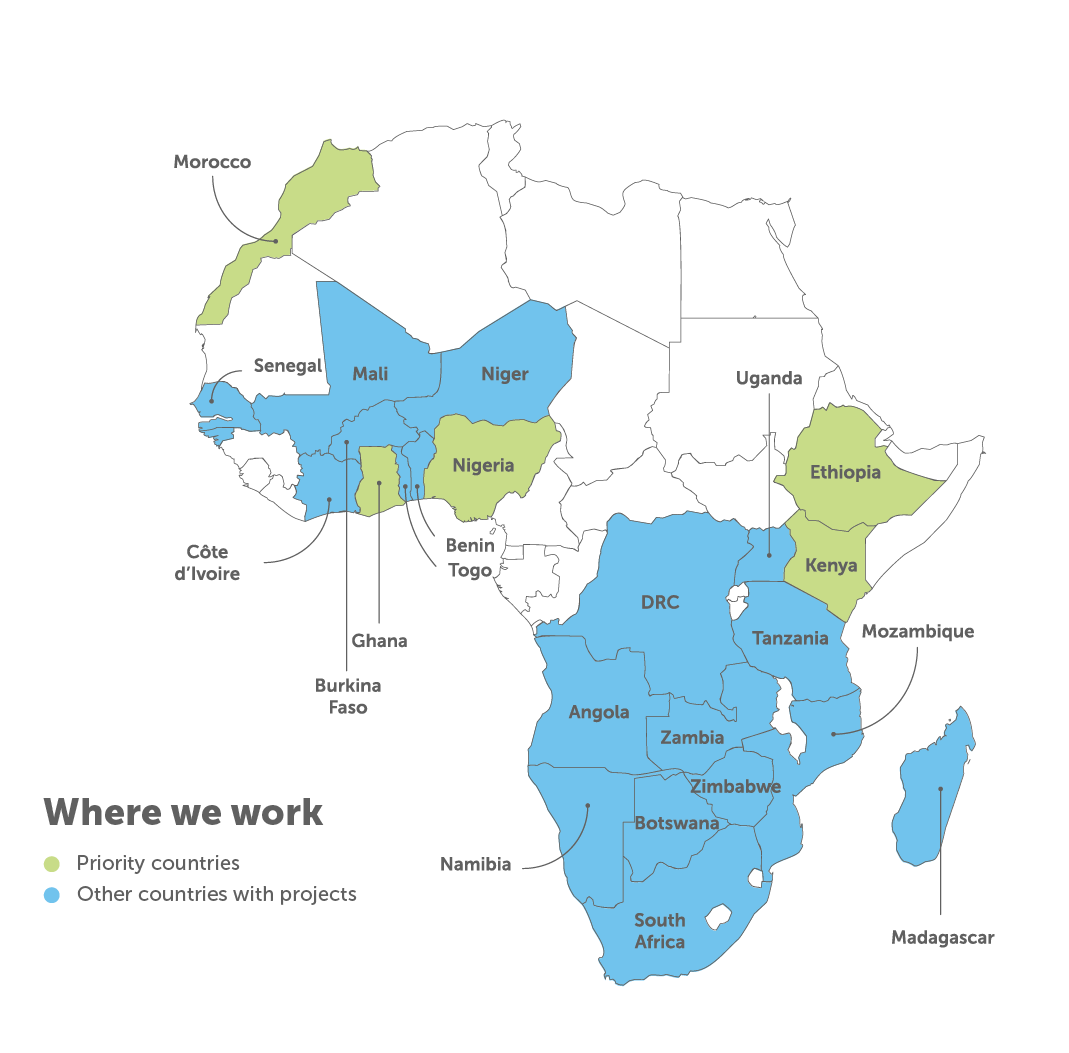 Morocco
Senegal
Mali
Niger
Uganda
Nigeria
Ethiopia
Côte
d’Ivoire
Benin
Togo
Kenya
DRC
Ghana
Tanzania
Mozambique
Burkina
Faso
Angola
Zambia
Zimbabwe
Botswana
Namibia
South
Africa
Madagascar
Where we work
Priority countries
Other countries with projects